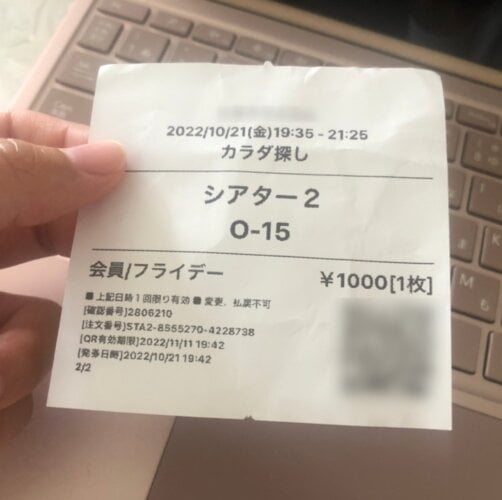 2022/10/21(金)19:35 - 21:25
カラダ探し
シアター2
O-15
会員/フライデー ¥1000[1枚]
■ 上記日時1回限り有効 ● 変更、払戻不可
[確認番号]2806210
[注文番号]STA2-8555270-4228738
[QR有効期限]2022/11/11 19:42
[発券日時]2022/10/21 19:42
2/2